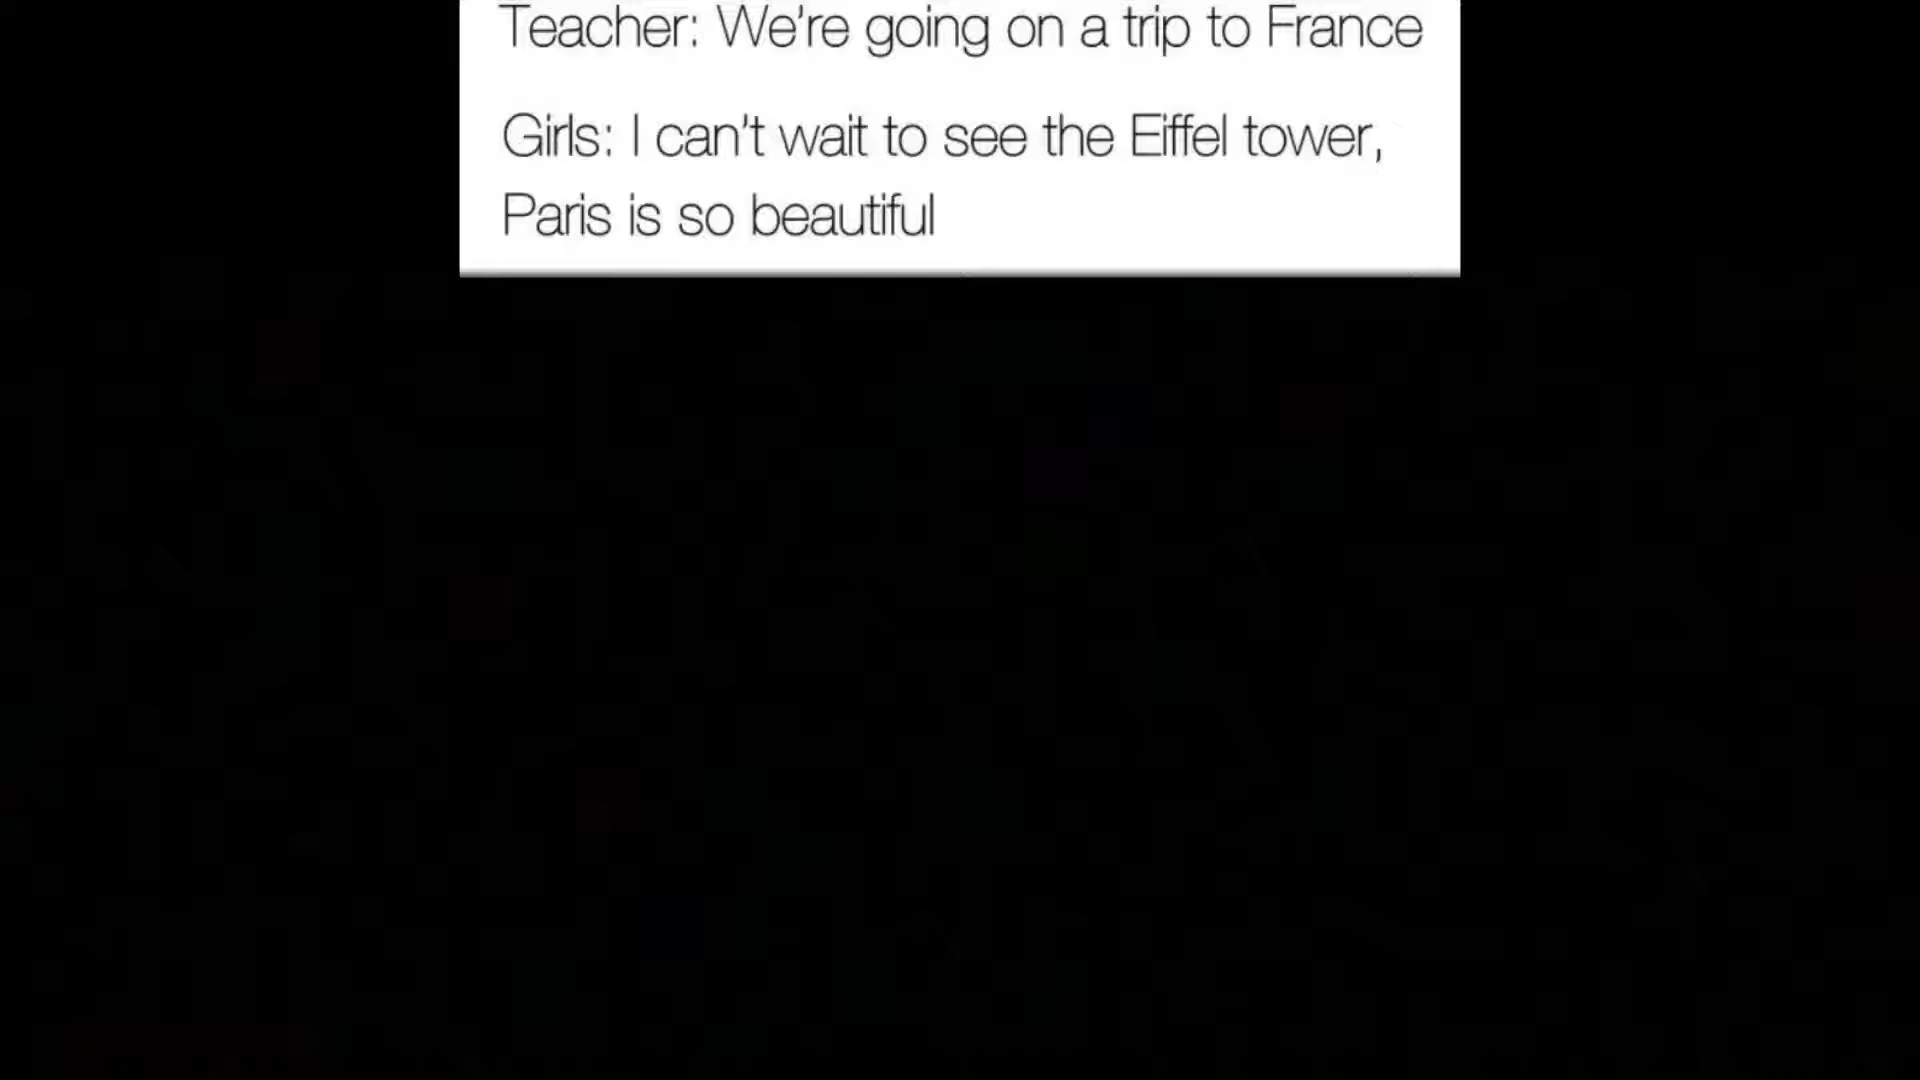 Teacher: We're going on a trip to France
Girls: I can't wait to see the Eiffel tower,
Paris is so beautiful